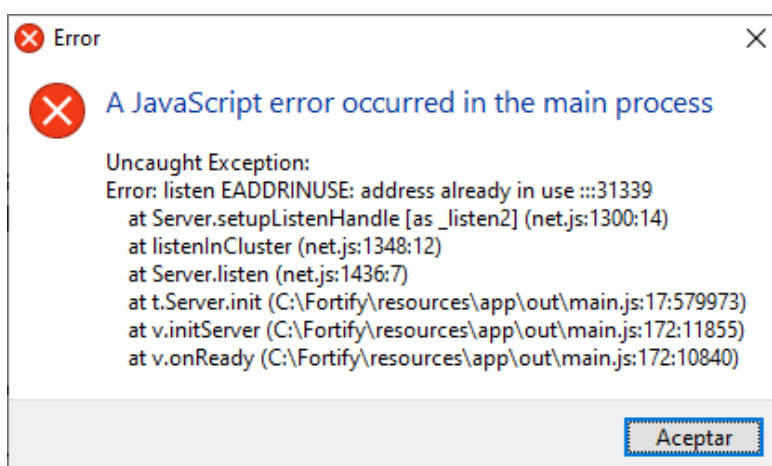 Error
A JavaScript error occurred in the main process
Uncaught Exception:
Error: listen EADDRINUSE: address already in use :::31339
at Server.setupListenHandle [as _listen2] (net.js:1300:14)
at listenInCluster (net.js:1348:12)
at Server.listen (net.js:1436:7)
at t.Server.init (C:\Fortify\resources\app\out\main.js:17:579973)
at v.initServer (C:\Fortify\resources\app\out\main.js:172:11855)
at v.onReady (C:\Fortify\resources\app\out\main.js:172:10840)
Aceptar